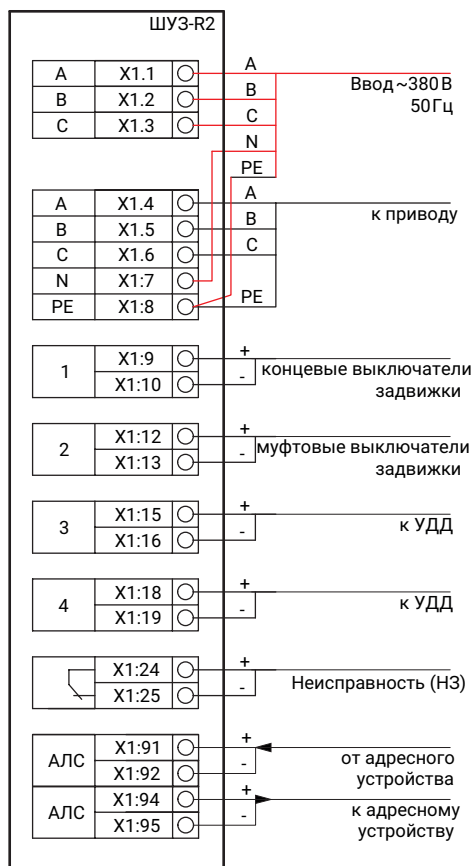 ШУЗ-R2
A X1.1 A Ввод ~380 В
B X1.2 B 50 Гц
C X1.3 C
N
PE
A X1.4 A к приводу
B X1.5 B
C X1.6 C
N X1:7
PE X1:8 PE
1 X1:9 + концевые выключатели
X1:10 - задвижки
2 X1:12 + муфтовые выключатели
X1:13 - задвижки
3 X1:15 + к УДД
X1:16 -
4 X1:18 + к УДД
X1:19 -
X1:24 + Неисправность (НЗ)
X1:25 -
АЛС X1:91 + от адресного
X1:92 - устройства
АЛС X1:94 + к адресному
X1:95 - устройству